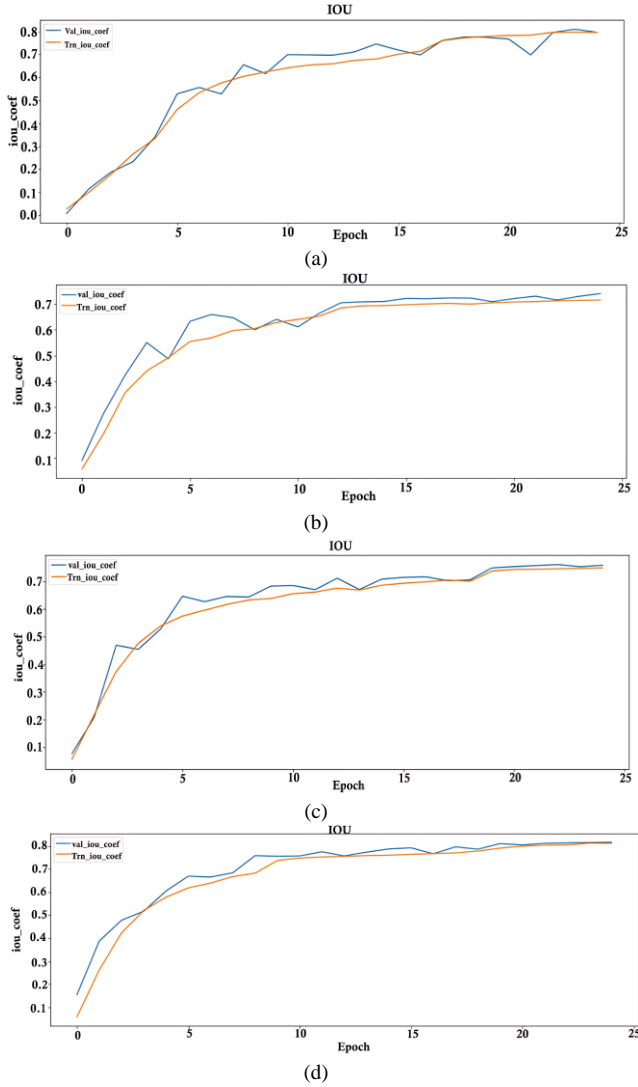 IOU
Val_iou_coef
Trn_iou_coef
iou_coef
0.8
0.7
0.6
0.5
0.4
0.3
0.2
0.1
0.0
0 5 10 15 20 25
Epoch
(a)
IOU
val_iou_coef
Trn_iou_coef
iou_coef
0.7
0.6
0.5
0.4
0.3
0.2
0.1
0 5 10 15 20 25
Epoch
(b)
IOU
val_iou_coef
Trn_iou_coef
iou_coef
0.7
0.6
0.5
0.4
0.3
0.2
0.1
0 5 10 15 20 25
Epoch
(c)
IOU
val_iou_coef
Trn_iou_coef
iou_coef
0.8
0.7
0.6
0.5
0.4
0.3
0.2
0.1
0 5 10 15 20 25
Epoch
(d)